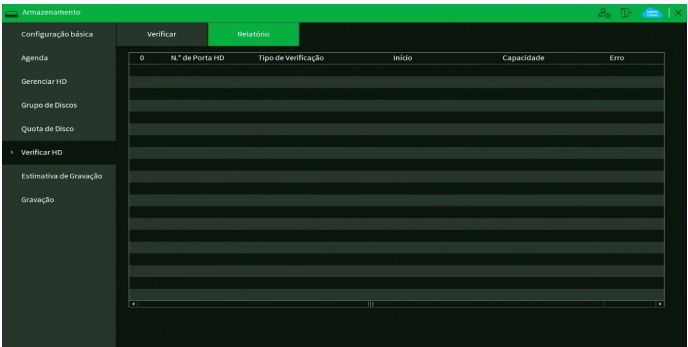 Armazenamento
Configuração básica
Verificar
Relatório
Agenda
0 N.° de Porta HD Tipo de Verificação Início Capacidade Erro
Gerenciar HD
Grupo de Discos
Quota de Disco
Verificar HD
Estimativa de Gravação
Gravação